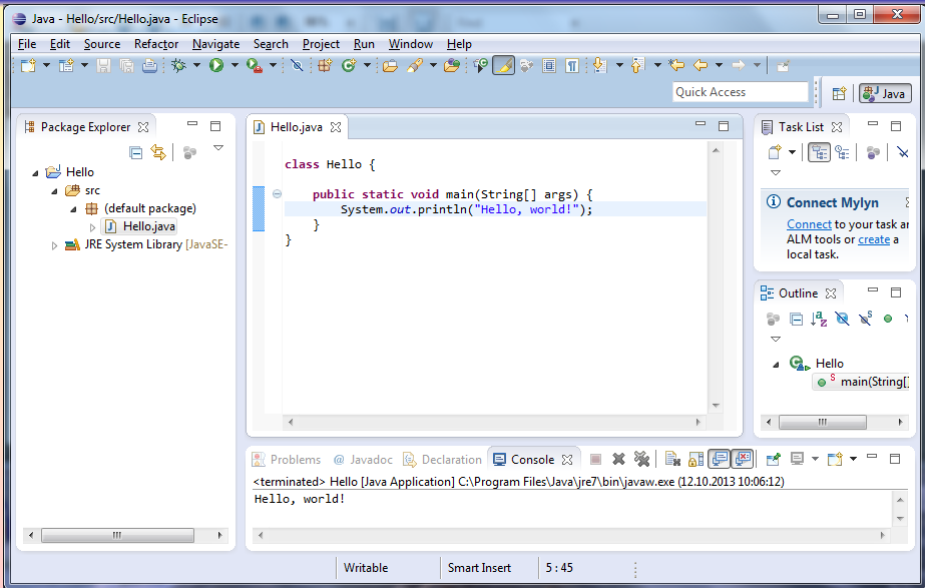 Java - Hello/src/Hello.java - Eclipse
File Edit Source Refactor Navigate Search Project Run Window Help
Quick Access
Java
Package Explorer
Hello
src
(default package)
Hello.java
JRE System Library [JavaSE-
Hello.java
class Hello {
public static void main(String[] args) {
System.out.println("Hello, world!");
}
}
Task List
Connect Mylyn
Connect to your task ar
ALM tools or create a
local task.
Outline
Hello
main(String[]
Problems @ Javadoc Declaration Console
<terminated> Hello [Java Application] C:\Program Files\Java\jre7\bin\javaw.exe (12.10.2013 10:06:12)
Hello, world!
Writable Smart Insert 5 : 45